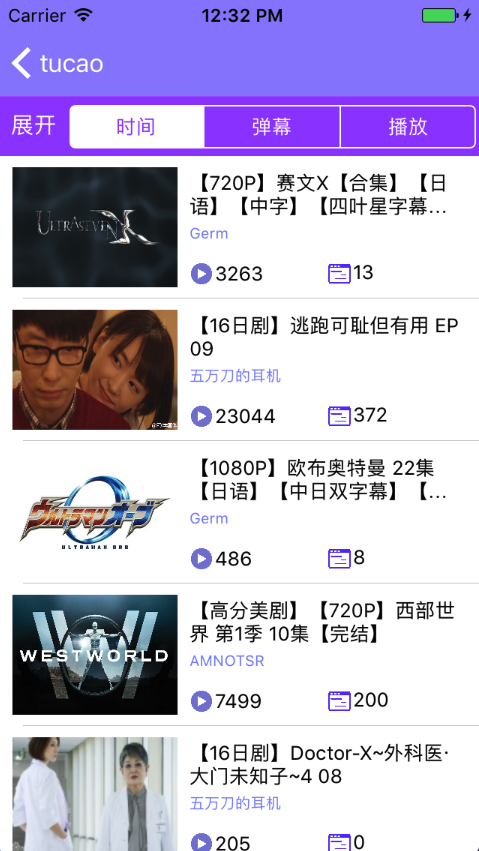 Carrier 12:32 PM
tucao
展开 时间 弹幕 播放
【720P】赛文X【合集】【日
语】【中字】【四叶星字幕...
Germ
ULTRASEVEN X
3263 13
【16日剧】逃跑可耻但有用 EP
09
五万刀的耳机
23044 372
【1080P】欧布奥特曼 22集
【日语】【中日双字幕】【...
ウルトラマンオーブ
ULTRAMAN ORB
Germ
486 8
【高分美剧】【720P】西部世
界 第1季 10集【完结】
WESTWORLD
AMNOTSR
7499 200
【16日剧】Doctor-X~外科医·
大门未知子~4 08
五万刀的耳机
205 0